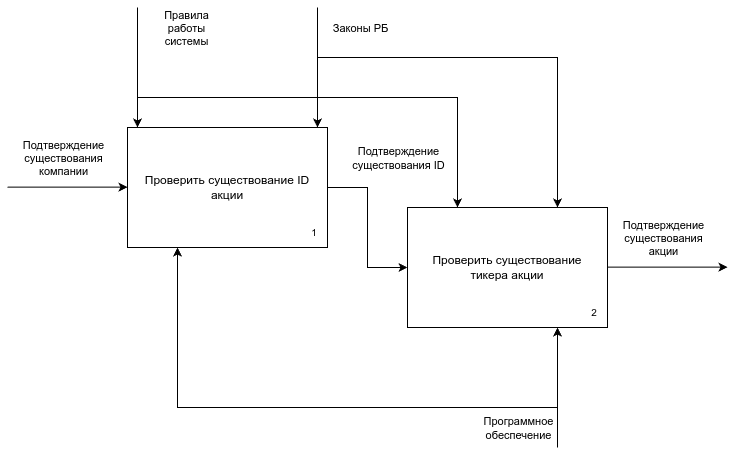 Правила
работы
системы
Законы РБ
Подтверждение
существования
компании
Проверить существование ID
акции
1
Подтверждение
существования ID
Проверить существование
тикера акции
2
Подтверждение
существования
акции
Программное
обеспечение